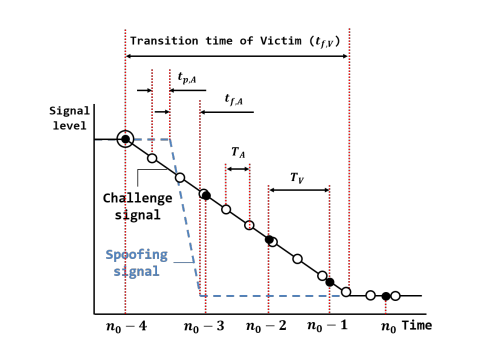 Transition time of Victim (t_{f,V})
t_{p,A}
t_{f,A}
Signal
level
T_A
T_V
Challenge
signal
Spoofing
signal
n_0 − 4
n_0 − 3
n_0 − 2
n_0 − 1
n_0
Time